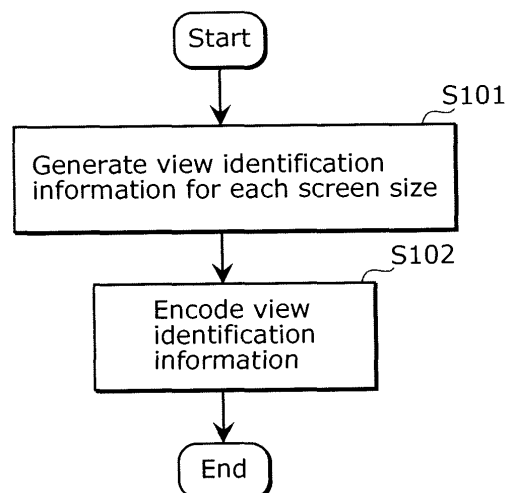 Start
S101
Generate view identification
information for each screen size
S102
Encode view
identification
information
End